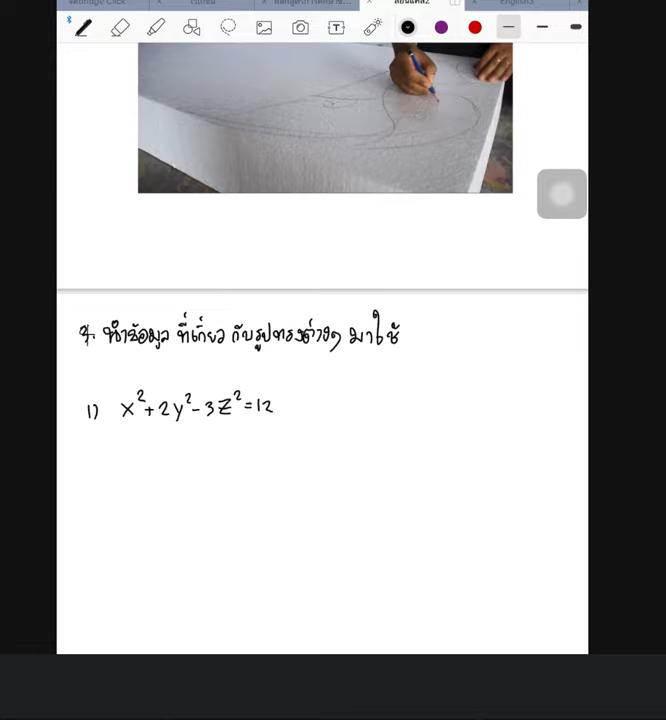 English3
* นำข้อมูล ที่เกี่ยว กับรูปทรงต่างๆ มาใช้
1) x²+2y²-3z²=12